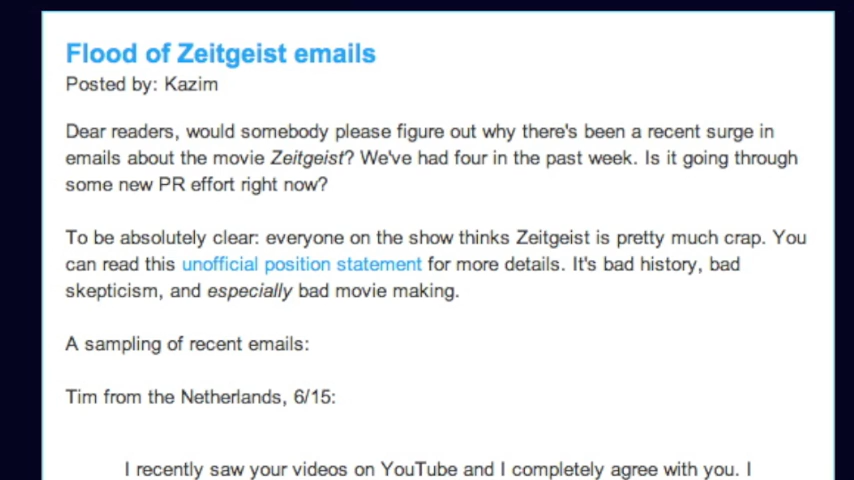 Flood of Zeitgeist emails
Posted by: Kazim
Dear readers, would somebody please figure out why there's been a recent surge in
emails about the movie Zeitgeist? We've had four in the past week. Is it going through
some new PR effort right now?
To be absolutely clear: everyone on the show thinks Zeitgeist is pretty much crap. You
can read this unofficial position statement for more details. It's bad history, bad
skepticism, and especially bad movie making.
A sampling of recent emails:
Tim from the Netherlands, 6/15:
I recently saw your videos on YouTube and I completely agree with you. I